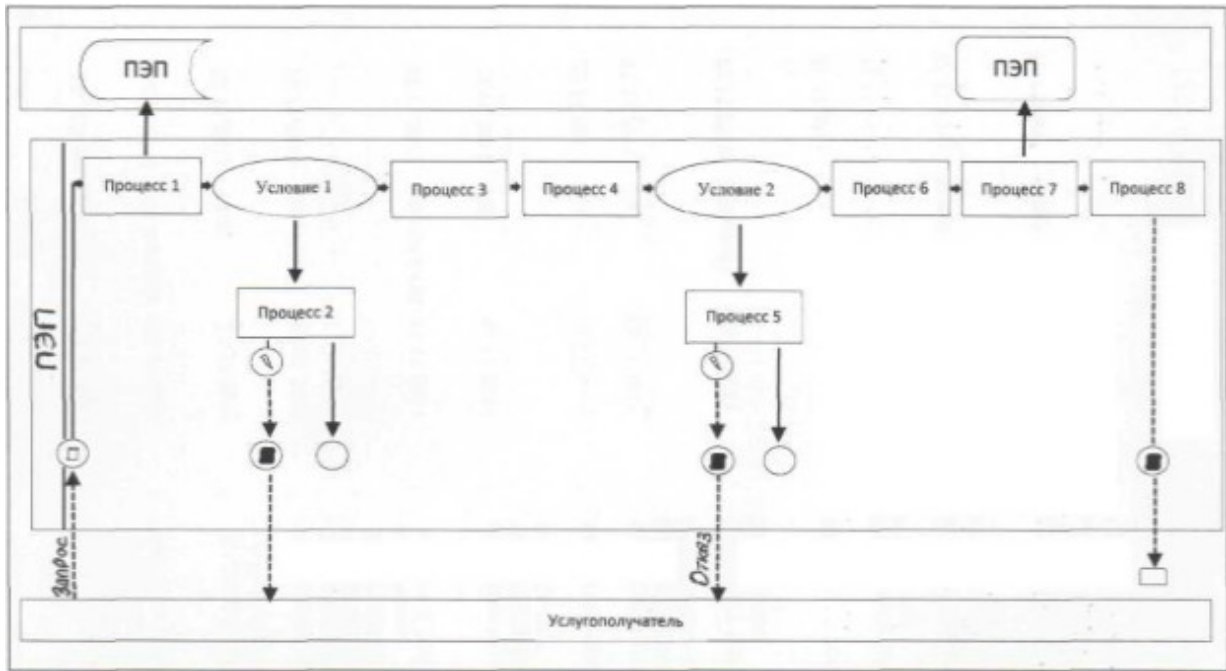 ПЭП
ПЭП
Процесс 1
Условие 1
Процесс 3
Процесс 4
Условие 2
Процесс 6
Процесс 7
Процесс 8
Процесс 2
Процесс 5
Запрос
Отказ
Услугополучатель